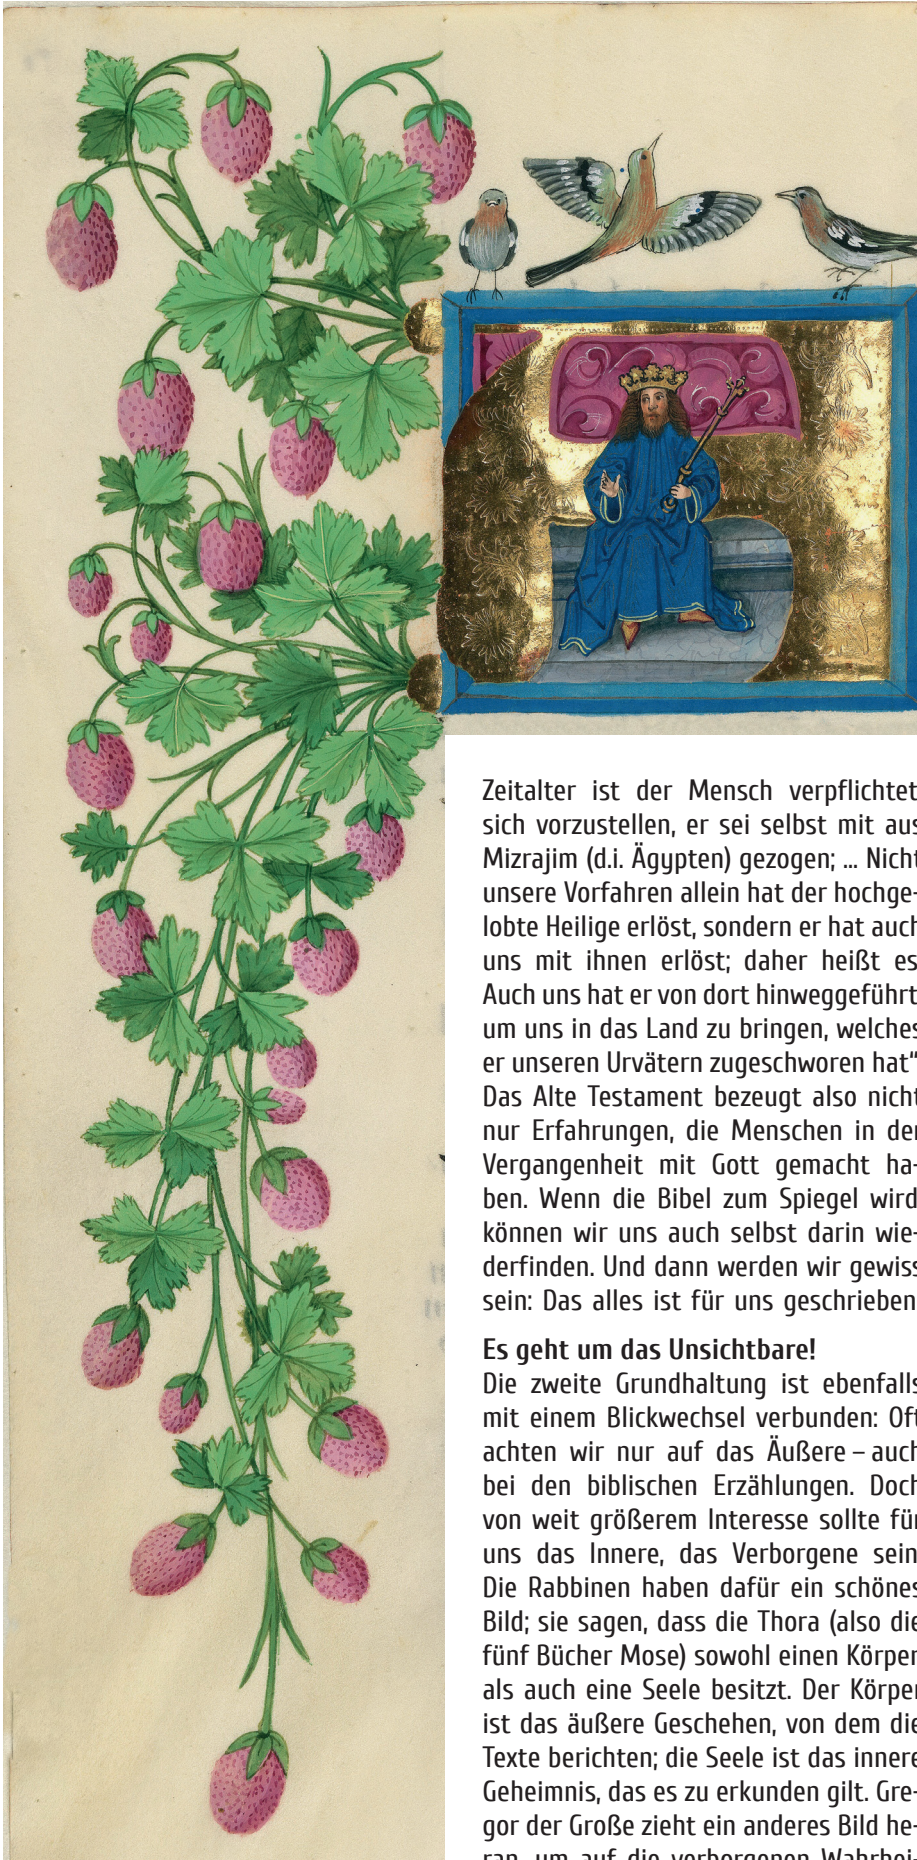 Zeitalter ist der Mensch verpflichtet
sich vorzustellen, er sei selbst mit aus
Mizrajim (d.i. Ägypten) gezogen; ... Nicht
unsere Vorfahren allein hat der hochge-
lobte Heilige erlöst, sondern er hat auch
uns mit ihnen erlöst; daher heißt es
Auch uns hat er von dort hinweggeführt
um uns in das Land zu bringen, welches
er unseren Urvätern zugeschworen hat“
Das Alte Testament bezeugt also nicht
nur Erfahrungen, die Menschen in der
Vergangenheit mit Gott gemacht ha-
ben. Wenn die Bibel zum Spiegel wird
können wir uns auch selbst darin wie-
derfinden. Und dann werden wir gewiss
sein: Das alles ist für uns geschrieben
Es geht um das Unsichtbare!
Die zweite Grundhaltung ist ebenfalls
mit einem Blickwechsel verbunden: Oft
achten wir nur auf das Äußere – auch
bei den biblischen Erzählungen. Doch
von weit größerem Interesse sollte für
uns das Innere, das Verborgene sein
Die Rabbinen haben dafür ein schönes
Bild; sie sagen, dass die Thora (also die
fünf Bücher Mose) sowohl einen Körper
als auch eine Seele besitzt. Der Körper
ist das äußere Geschehen, von dem die
Texte berichten; die Seele ist das innere
Geheimnis, das es zu erkunden gilt. Gre-
gor der Große zieht ein anderes Bild he-
ran, um auf die verborgenen Wahrhei-